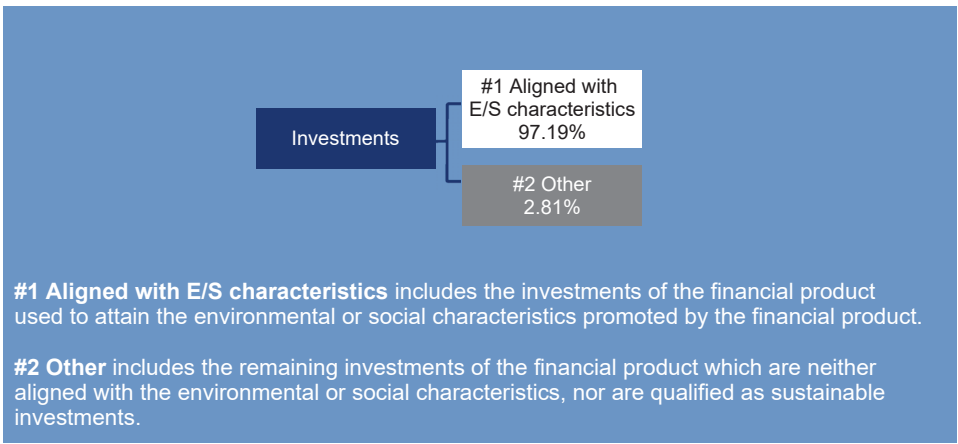 #1 Aligned with
E/S characteristics
97.19%
Investments
#2 Other
2.81%
#1 Aligned with E/S characteristics includes the investments of the financial product
used to attain the environmental or social characteristics promoted by the financial product.
#2 Other includes the remaining investments of the financial product which are neither
aligned with the environmental or social characteristics, nor are qualified as sustainable
investments.